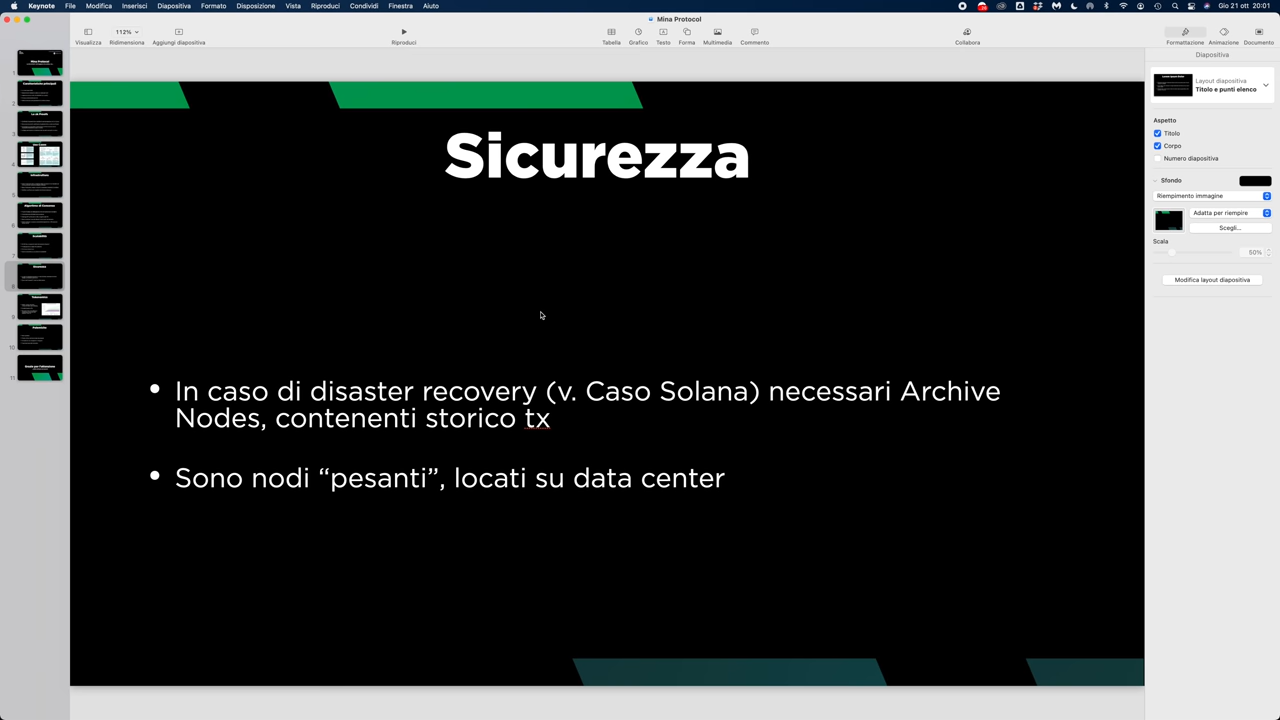 Keynote File Modifica Inserisci Diapositiva Formato Disposizione Vista Riproduci Condividi Finestra Aiuto Gio 21 ott 20:01
Mina Protocol
112%
Visualizza Ridimensiona Aggiungi diapositiva Riproduci Tabella Grafico Testo Forma Multimedia Commento Collabora Formattazione Animazione Documento
Diapositiva
Layout diapositiva
Titolo e punti elenco
Aspetto
Titolo
Corpo
Numero diapositiva
Sfondo
Riempimento immagine
Adatta per riempire
Scegli...
Scala
50%
Modifica layout diapositiva
Sicurezza
• In caso di disaster recovery (v. Caso Solana) necessari Archive
Nodes, contenenti storico tx
• Sono nodi “pesanti”, locati su data center